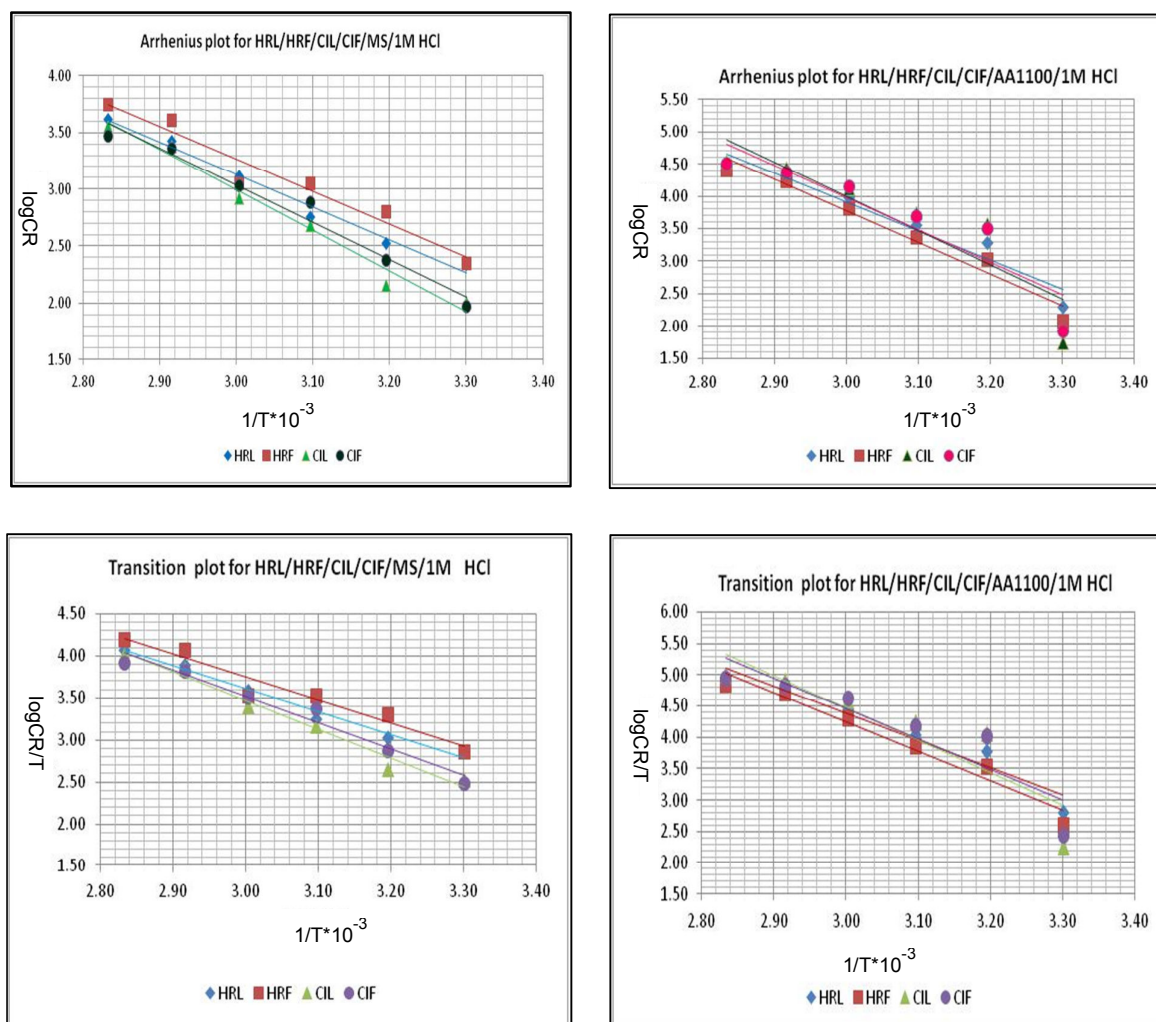 Arrhenius plot for HRL/HRF/CIL/CIF/MS/1M HCl
4.00
3.50
3.00
2.50
2.00
1.50
logCR
2.80 2.90 3.00 3.10 3.20 3.30 3.40
1/T*10-3
HRL HRF CIL CIF
Arrhenius plot for HRL/HRF/CIL/CIF/AA1100/1M HCl
5.50
5.00
4.50
4.00
3.50
3.00
2.50
2.00
1.50
logCR
2.80 2.90 3.00 3.10 3.20 3.30 3.40
1/T*10-3
HRL HRF CIL CIF
Transition plot for HRL/HRF/CIL/CIF/MS/1M HCl
4.50
4.00
3.50
3.00
2.50
2.00
1.50
logCR/T
2.80 2.90 3.00 3.10 3.20 3.30 3.40
1/T*10-3
HRL HRF CIL CIF
Transition plot for HRL/HRF/CIL/CIF/AA1100/1M HCl
6.00
5.50
5.00
4.50
4.00
3.50
3.00
2.50
2.00
1.50
logCR/T
2.80 2.90 3.00 3.10 3.20 3.30 3.40
1/T*10-3
HRL HRF CIL CIF